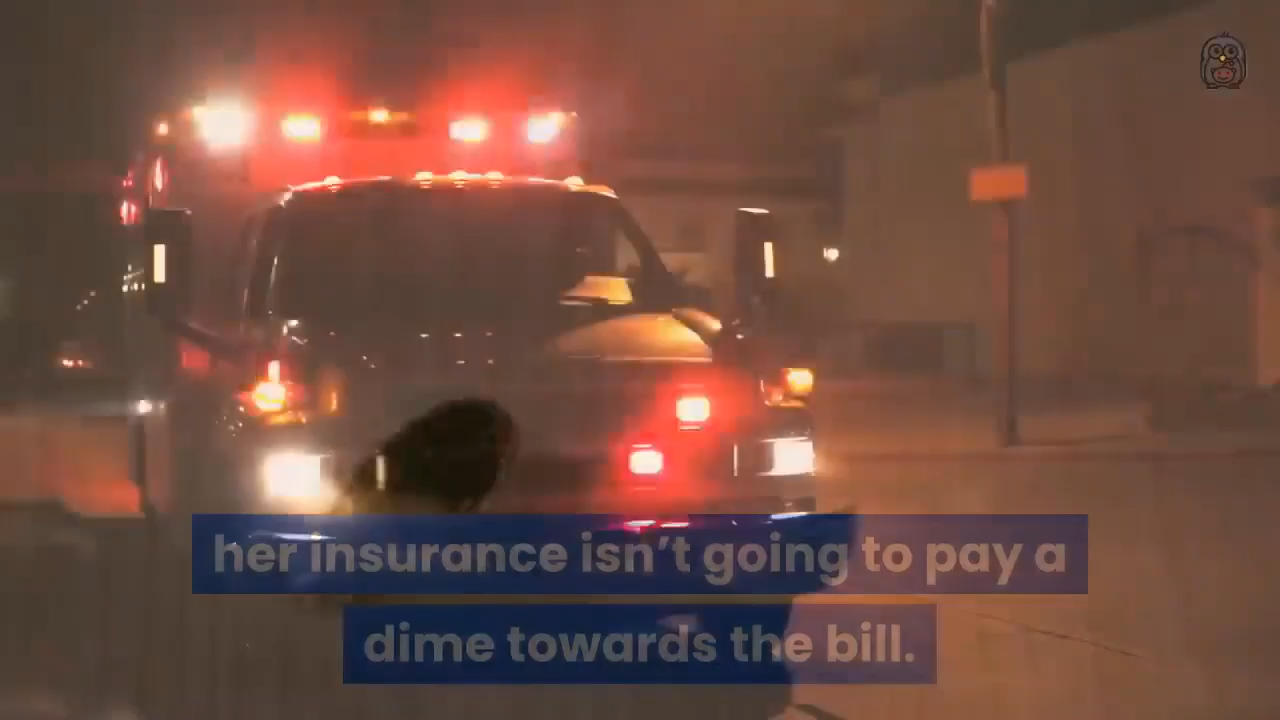 her insurance isn’t going to pay a
dime towards the bill.